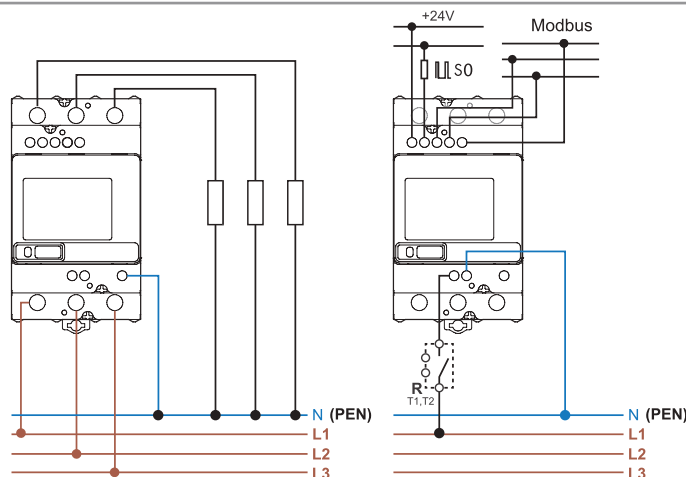 +24V
Modbus
S0
R
T1,T2
N (PEN)
L1
L2
L3
N (PEN)
L1
L2
L3